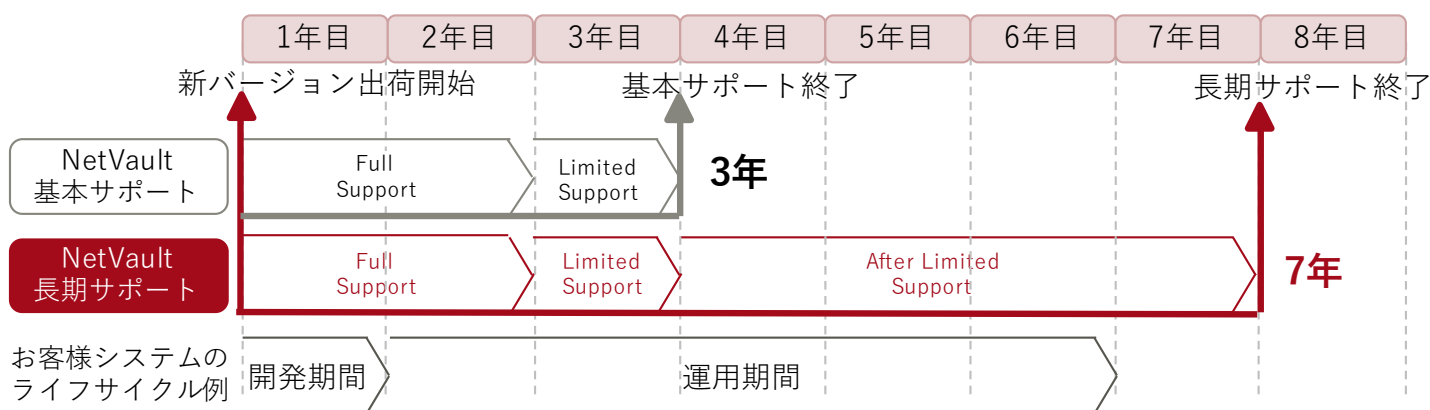 1年目 2年目 3年目 4年目 5年目 6年目 7年目 8年目
新バージョン出荷開始 基本サポート終了 長期サポート終了
NetVault
基本サポート
Full
Support
Limited
Support
3年
NetVault
長期サポート
Full
Support
Limited
Support
After Limited
Support
7年
お客様システムの
ライフサイクル例
開発期間 運用期間